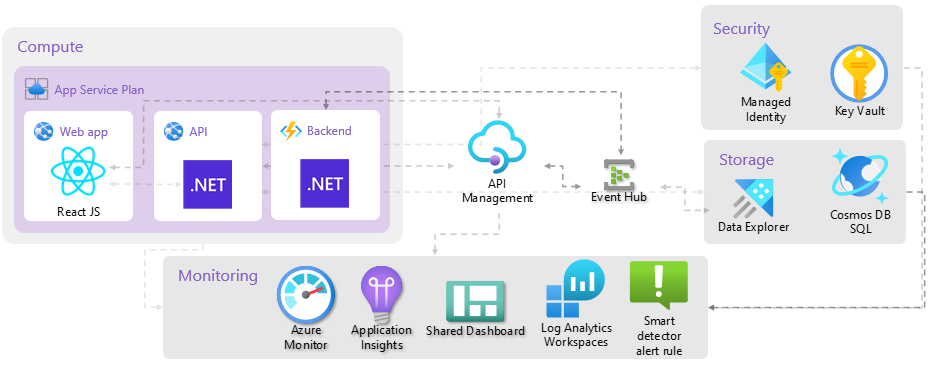 Compute
App Service Plan
Web app
React JS
API
.NET
Backend
.NET
API
Management
Event Hub
Security
Managed
Identity
Key Vault
Storage
Data Explorer
Cosmos DB
SQL
Monitoring
Azure
Monitor
Application
Insights
Shared Dashboard
Log Analytics
Workspaces
Smart
detector
alert rule